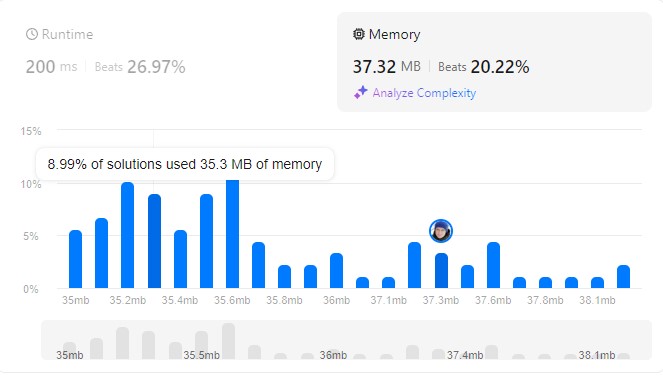 Runtime
200 ms Beats 26.97%
Memory
37.32 MB Beats 20.22%
Analyze Complexity
15%
8.99% of solutions used 35.3 MB of memory
10%
5%
0%
35mb 35.2mb 35.4mb 35.6mb 35.8mb 36mb 37.1mb 37.3mb 37.6mb 37.8mb 38.1mb
35mb 35.5mb 36mb 37.4mb 38.1mb